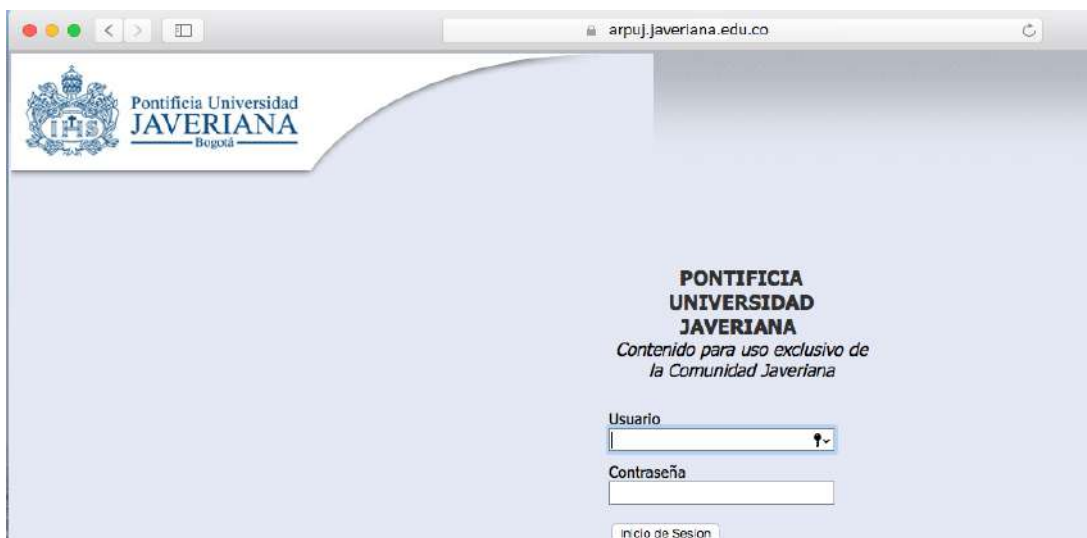 arpuj.javeriana.edu.co
Pontificia Universidad
JAVERIANA
Bogotá
IHS
PONTIFICIA
UNIVERSIDAD
JAVERIANA
Contenido para uso exclusivo de
la Comunidad Javeriana
Usuario
Contraseña
Inicio de Sesion